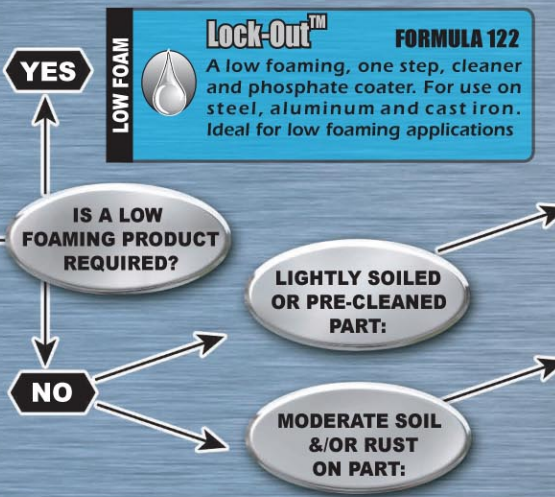 YES
LOW FOAM
Lock-Out™ FORMULA 122
A low foaming, one step, cleaner
and phosphate coater. For use on
steel, aluminum and cast iron.
Ideal for low foaming applications
IS A LOW
FOAMING PRODUCT
REQUIRED?
LIGHTLY SOILED
OR PRE-CLEANED
PART:
NO
MODERATE SOIL
&/OR RUST
ON PART: